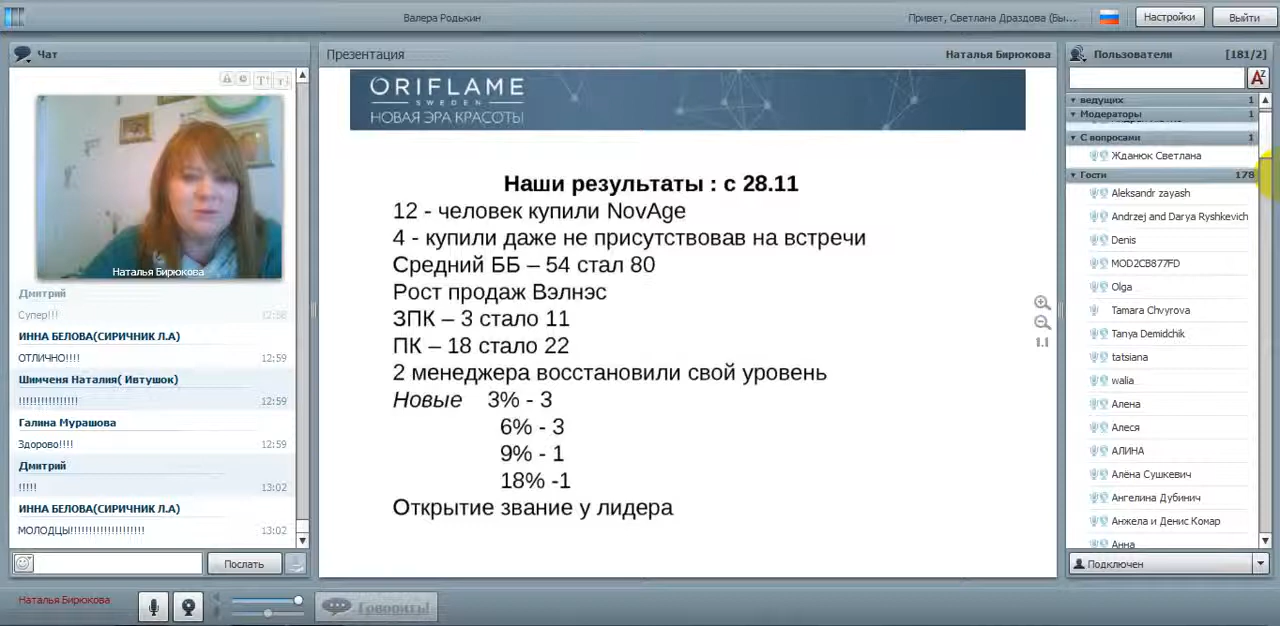 Валера Родькин
Привет, Светлана Драздова (Бы...
Настройки
Выйти
Чат
Наталья Бирюкова
Дмитрий
Супер!!!
12:58
ИННА БЕЛОВА(СИРИЧНИК Л.А)
ОТЛИЧНО!!!!
12:59
Шимченя Наталия( Ивтушок)
!!!!!!!!!!!!!!!!
12:59
Галина Мурашова
Здорово!!!!
12:59
Дмитрий
!!!!!
13:02
ИННА БЕЛОВА(СИРИЧНИК Л.А)
МОЛОДЦЫ!!!!!!!!!!!!!!!!!!!
13:02
Послать
Презентация
Наталья Бирюкова
ORIFLAME
SWEDEN
НОВАЯ ЭРА КРАСОТЫ
Наши результаты : с 28.11
12 - человек купили NovAge
4 - купили даже не присутствовав на встречи
Средний ББ – 54 стал 80
Рост продаж Вэлнэс
ЗПК – 3 стало 11
ПК – 18 стало 22
2 менеджера восстановили свой уровень
Новые 3% - 3
6% - 3
9% - 1
18% -1
Открытие звание у лидера
1.1
Пользователи
[181/2]
ведущих 1
Модераторы 1
С вопросами 1
Жданюк Светлана
Гости 178
Aleksandr zayash
Andrzej and Darya Ryshkevich
Denis
MOD2CB877FD
Olga
Tamara Chvyrova
Tanya Demidchik
tatsiana
walia
Алена
Алеся
АЛИНА
Алёна Сушкевич
Ангелина Дубинич
Анжела и Денис Комар
Анна
Подключен
Наталья Бирюкова
Говорить!